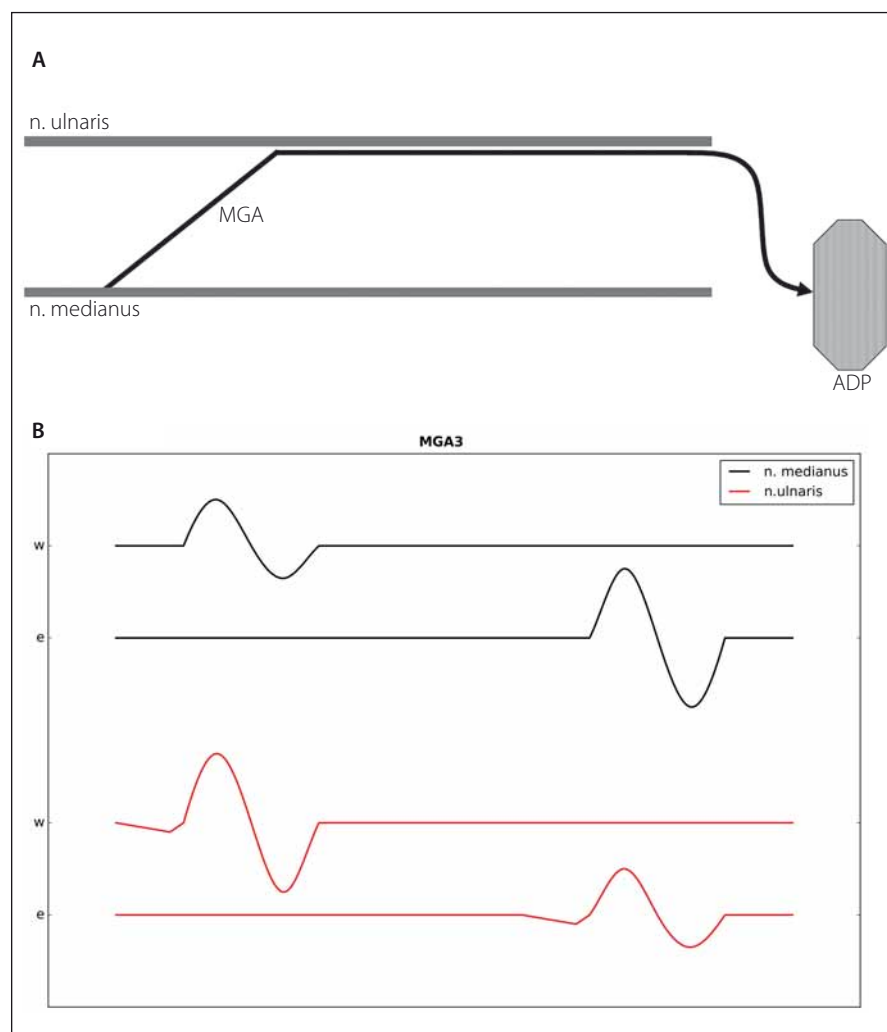 A
n. ulnaris
MGA
n. medianus
ADP
B
MGA3
n. medianus
n.ulnaris
w
e
w
e